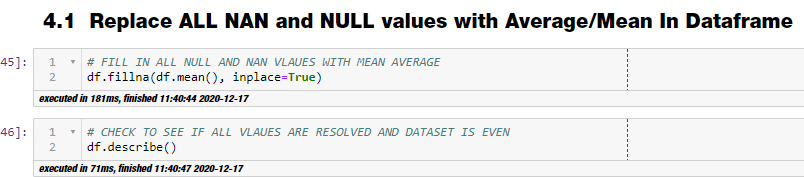 4.1 Replace ALL NAN and NULL values with Average/Mean In Dataframe
45]:
1 ▾ # FILL IN ALL NULL AND NAN VLAUES WITH MEAN AVERAGE
2 df.fillna(df.mean(), inplace=True)
executed in 181ms, finished 11:40:44 2020-12-17
46]:
1 ▾ # CHECK TO SEE IF ALL VLAUES ARE RESOLVED AND DATASET IS EVEN
2 df.describe()
executed in 71ms, finished 11:40:47 2020-12-17